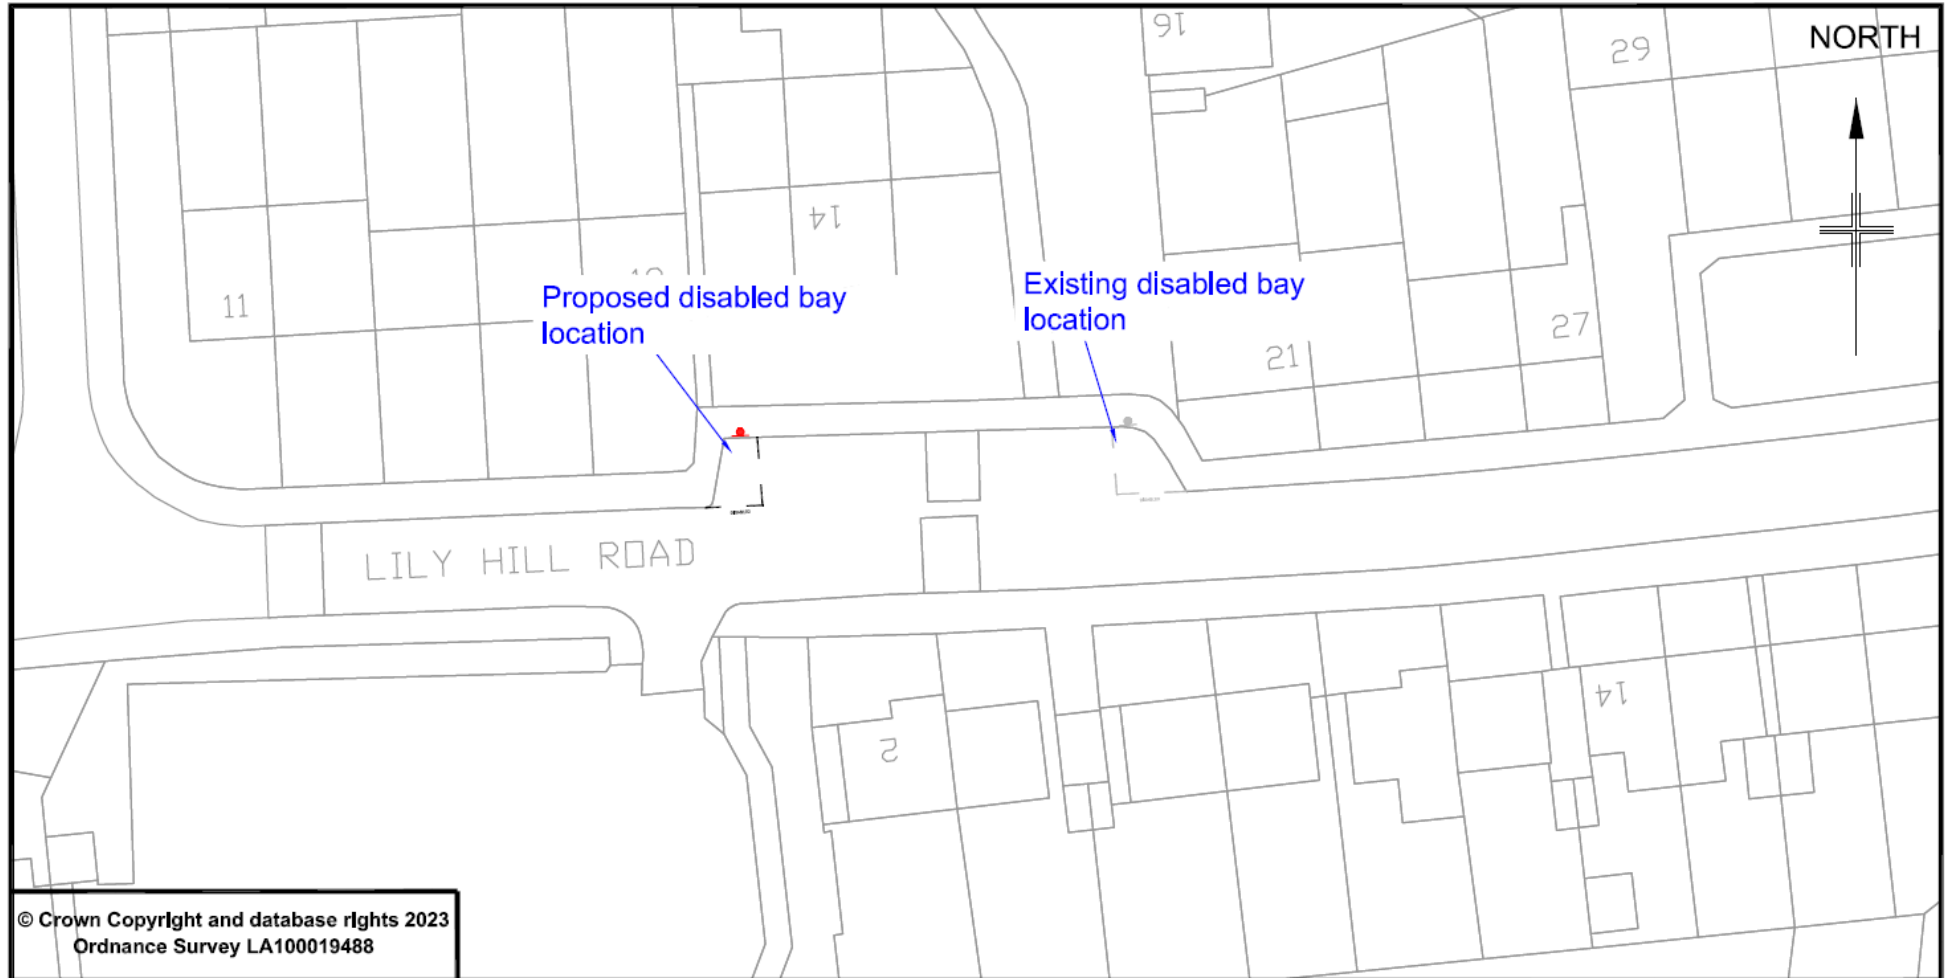 16
29
NORTH
14
11
Proposed disabled bay
location
Existing disabled bay
location
21
27
LILY HILL ROAD
2
14
© Crown Copyright and database rights 2023
Ordnance Survey LA100019488